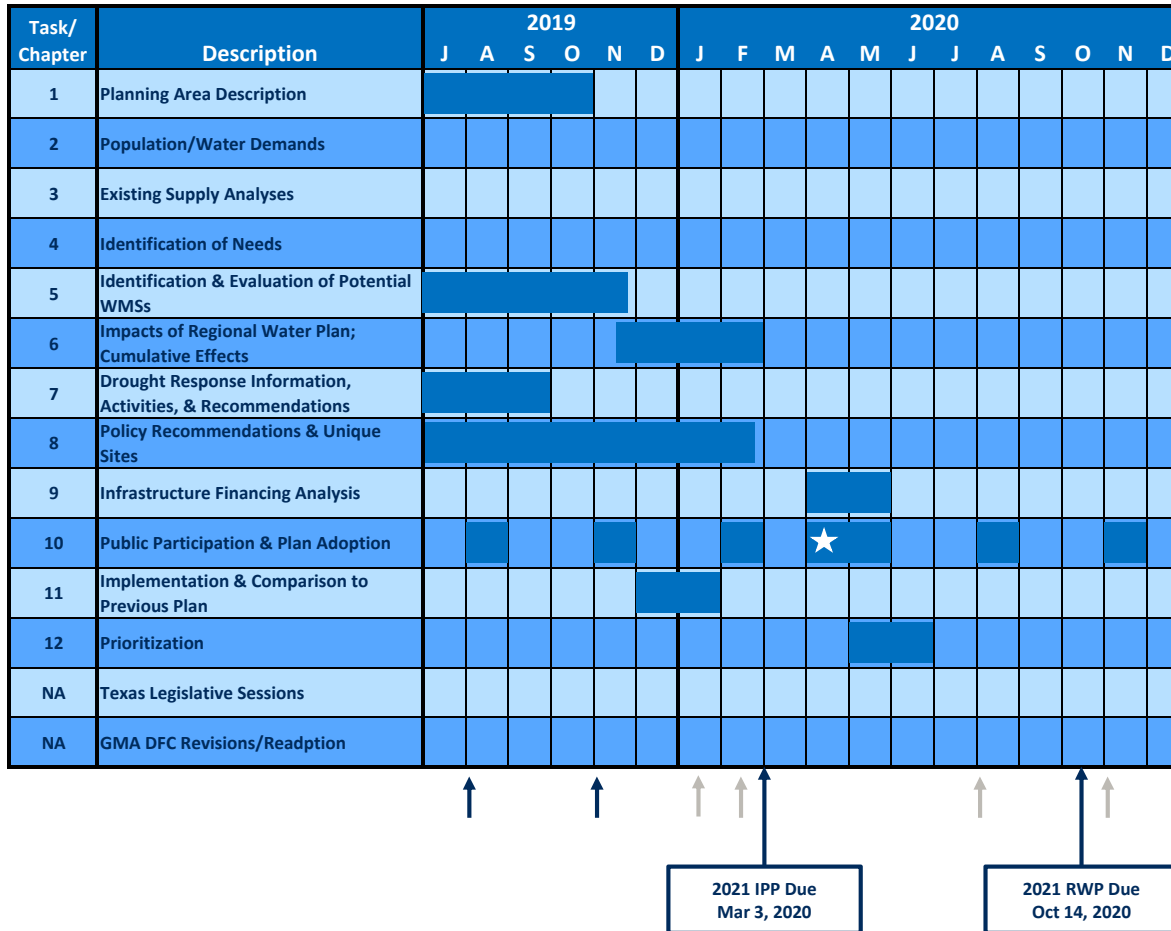 Task/
Chapter
Description
2019
2020
J A S O N D J F M A M J J A S O N D
1 Planning Area Description
2 Population/Water Demands
3 Existing Supply Analyses
4 Identification of Needs
5 Identification & Evaluation of Potential
WMSs
6 Impacts of Regional Water Plan;
Cumulative Effects
7 Drought Response Information,
Activities, & Recommendations
8 Policy Recommendations & Unique
Sites
9 Infrastructure Financing Analysis
10 Public Participation & Plan Adoption
11 Implementation & Comparison to
Previous Plan
12 Prioritization
NA Texas Legislative Sessions
NA GMA DFC Revisions/Readption
2021 IPP Due
Mar 3, 2020
2021 RWP Due
Oct 14, 2020